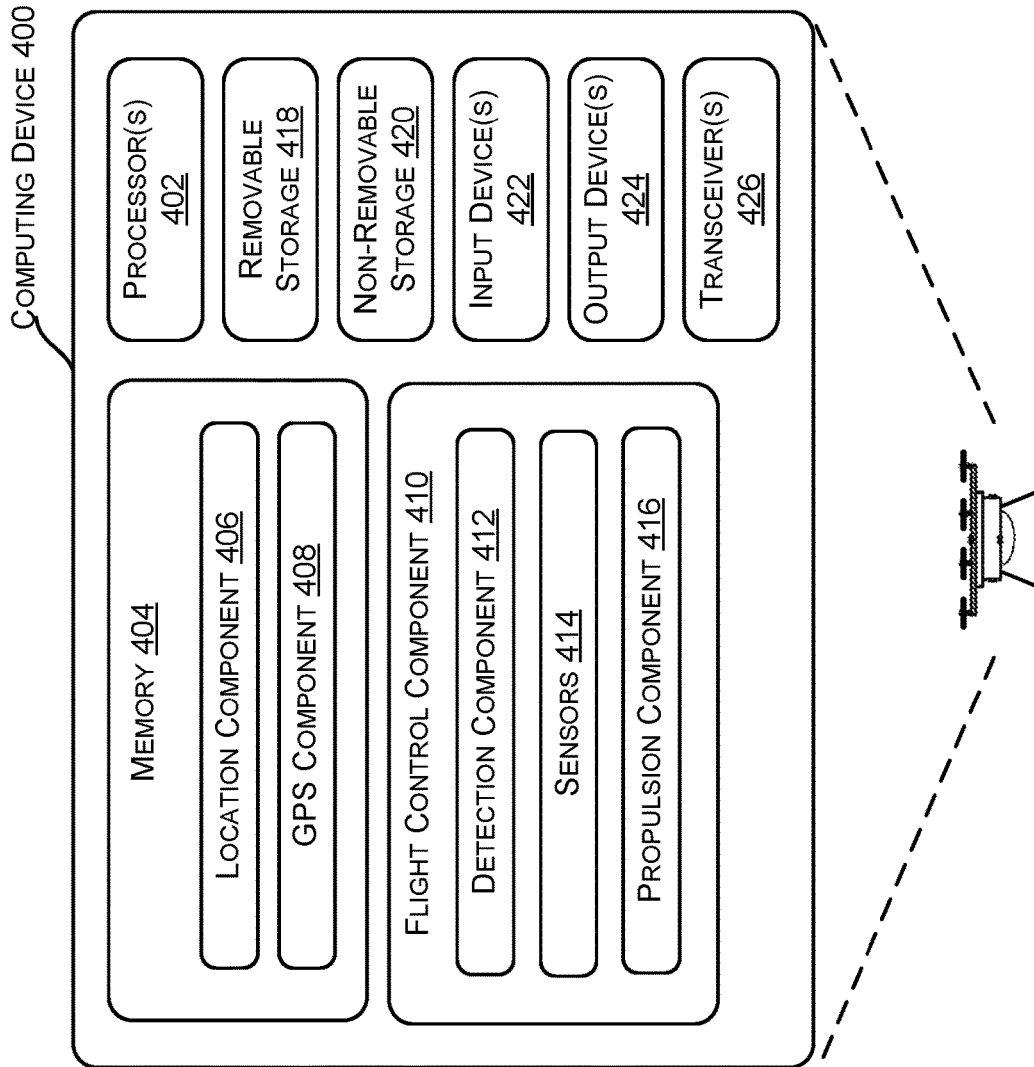 COMPUTING DEVICE 400
MEMORY 404
LOCATION COMPONENT 406
GPS COMPONENT 408
FLIGHT CONTROL COMPONENT 410
DETECTION COMPONENT 412
SENSORS 414
PROPULSION COMPONENT 416
PROCESSOR(S)
402
REMOVABLE
STORAGE 418
NON-REMOVABLE
STORAGE 420
INPUT DEVICE(S)
422
OUTPUT DEVICE(S)
424
TRANSCEIVER(S)
426